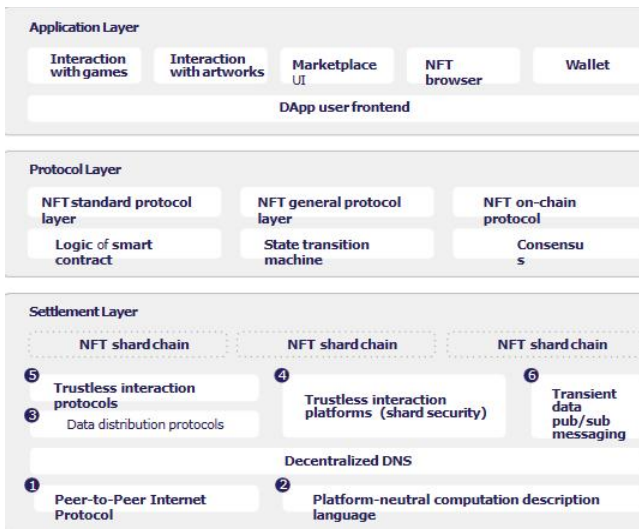 Application Layer
Interaction with games
Interaction with artworks
Marketplace UI
NFT browser
Wallet
DApp user frontend
Protocol Layer
NFT standard protocol layer
NFT general protocol layer
NFT on-chain protocol
Logic of smart contract
State transition machine
Consensu
s
Settlement Layer
NFT shard chain
NFT shard chain
NFT shard chain
5
Trustless interaction
protocols
4
Trustless interaction
platforms (shard security)
6
Transient
data
pub/sub
messaging
3
Data distribution protocols
Decentralized DNS
1
Peer-to-Peer Internet
Protocol
2
Platform-neutral computation description
language